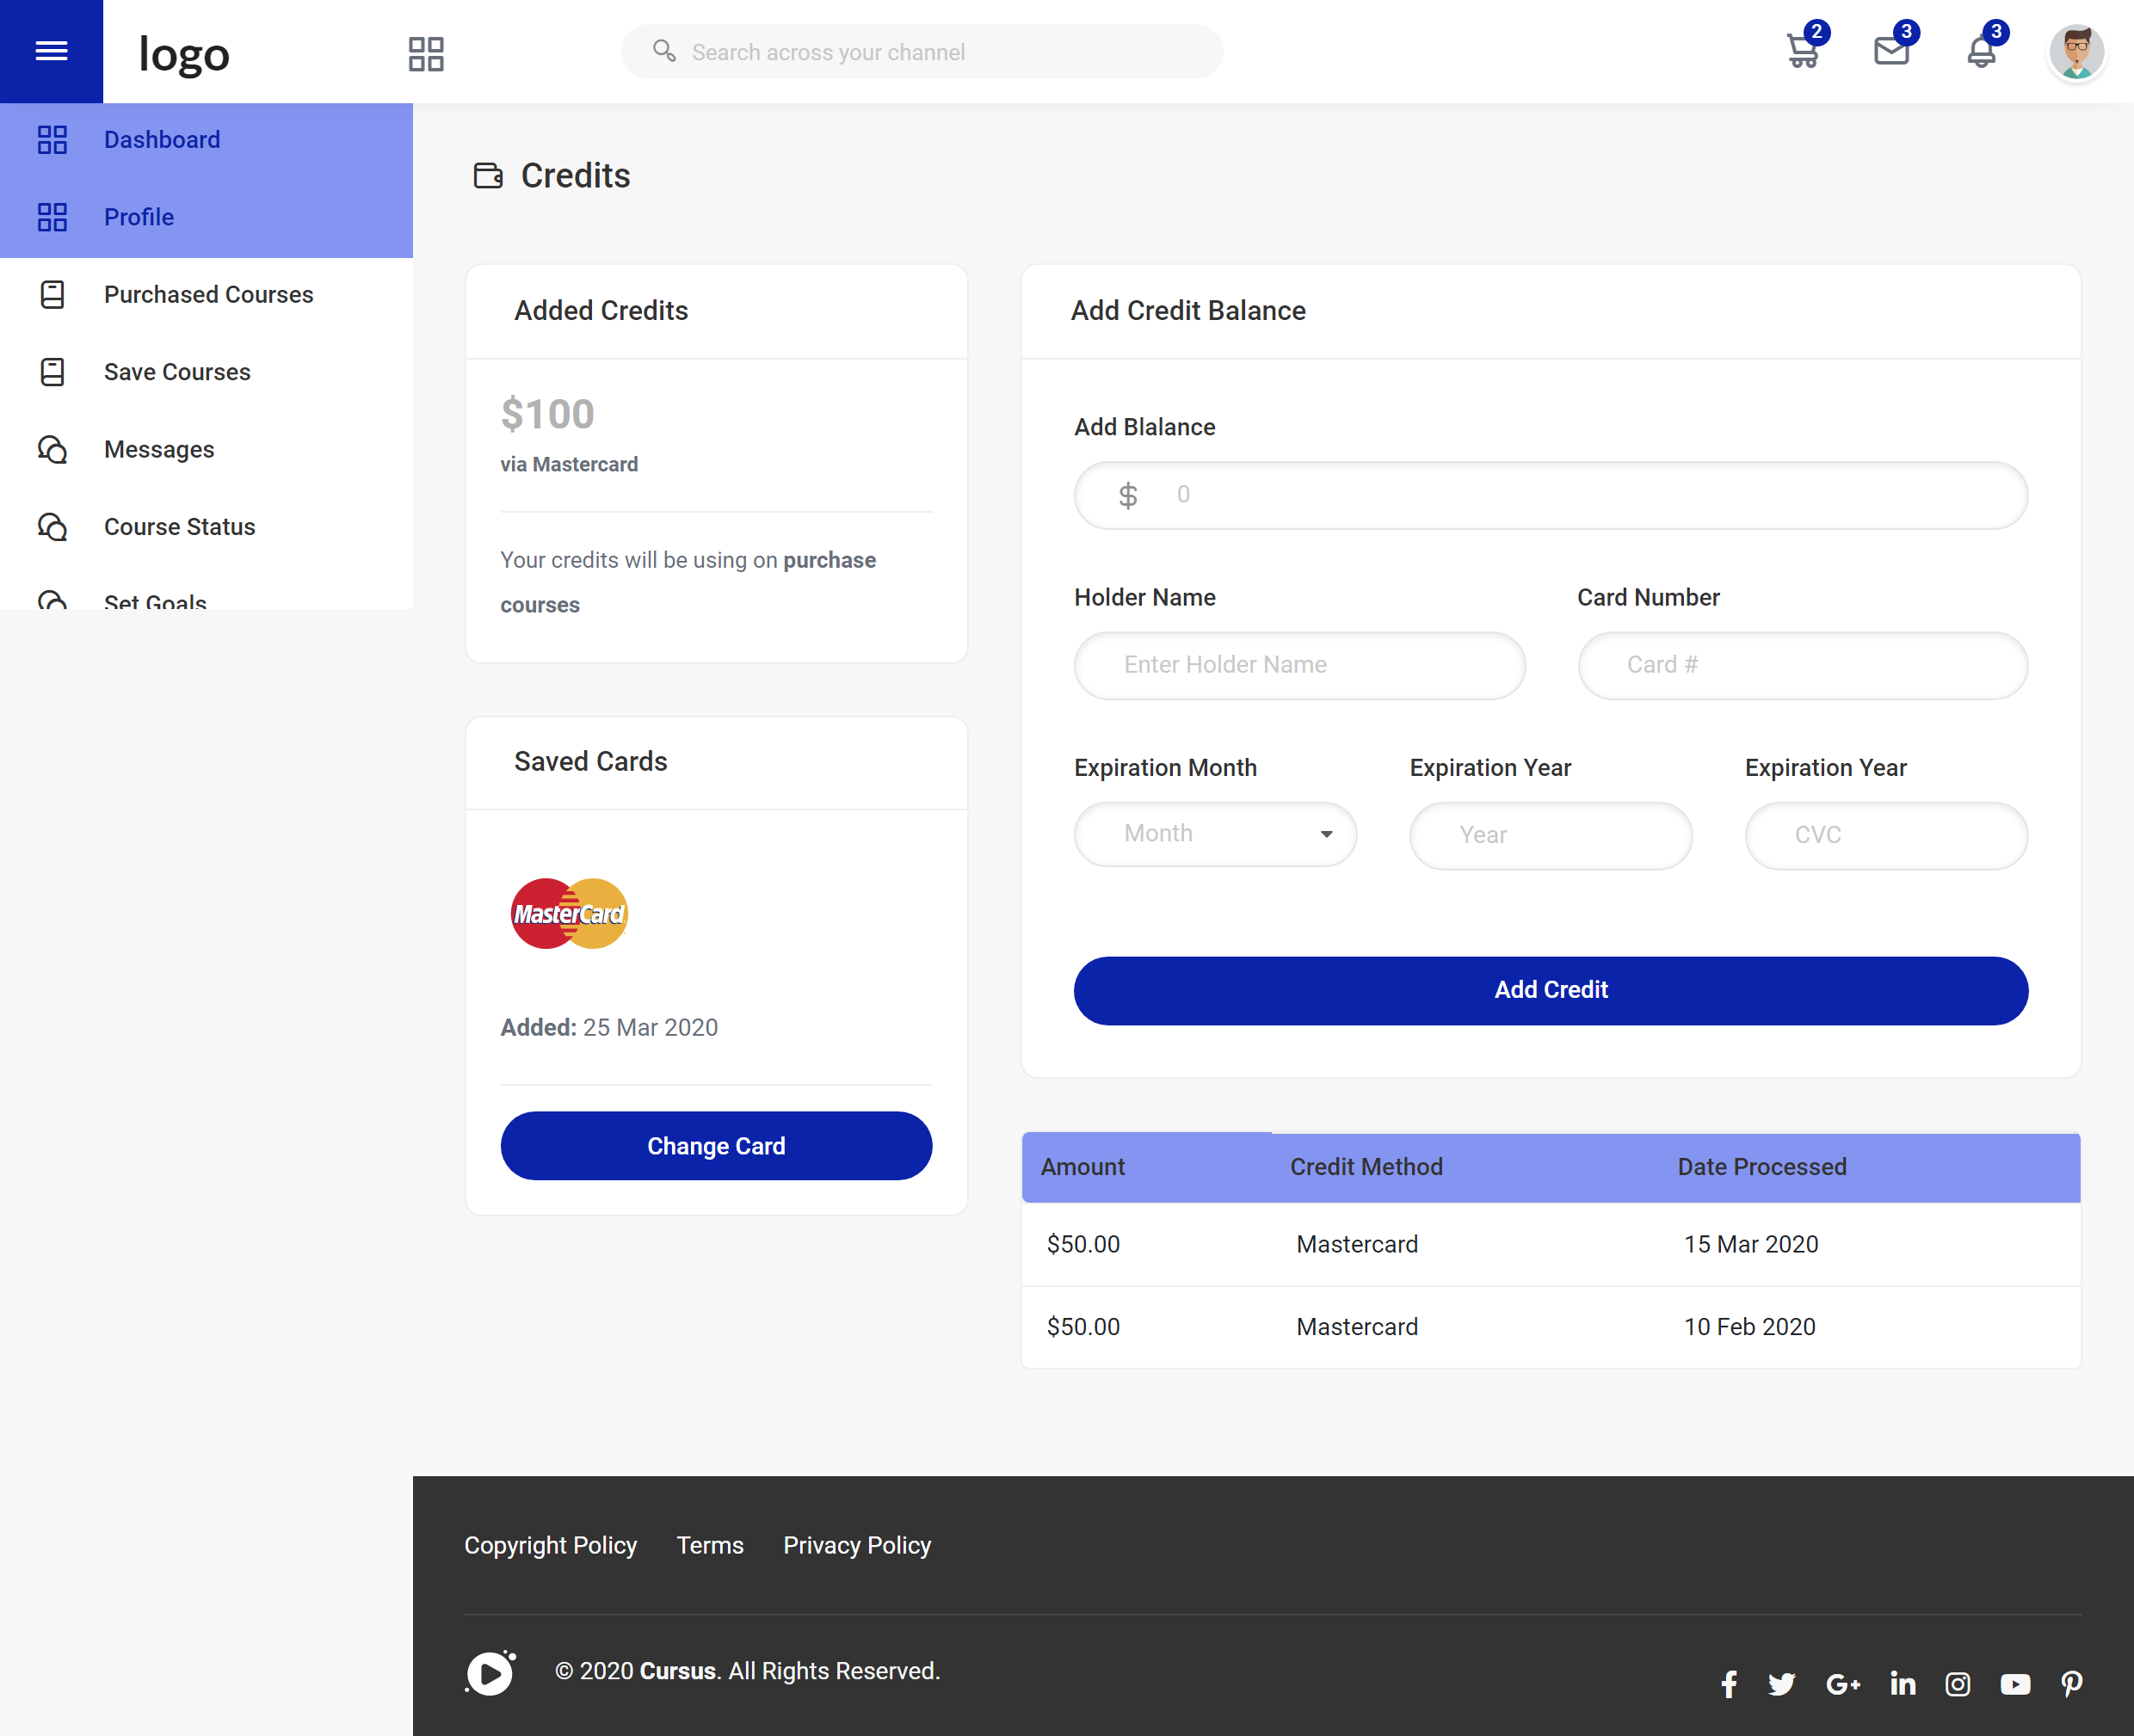 logo
Search across your channel
2
3
3
Dashboard
Profile
Purchased Courses
Save Courses
Messages
Course Status
Set Goals
Credits
Added Credits
$100
via Mastercard
Your credits will be using on purchase
courses
Saved Cards
MasterCard
Added: 25 Mar 2020
Change Card
Add Credit Balance
Add Blalance
$ 0
Holder Name
Card Number
Enter Holder Name
Card #
Expiration Month
Expiration Year
Expiration Year
Month
Year
CVC
Add Credit
Amount Credit Method Date Processed
$50.00 Mastercard 15 Mar 2020
$50.00 Mastercard 10 Feb 2020
Copyright Policy Terms Privacy Policy
© 2020 Cursus. All Rights Reserved.